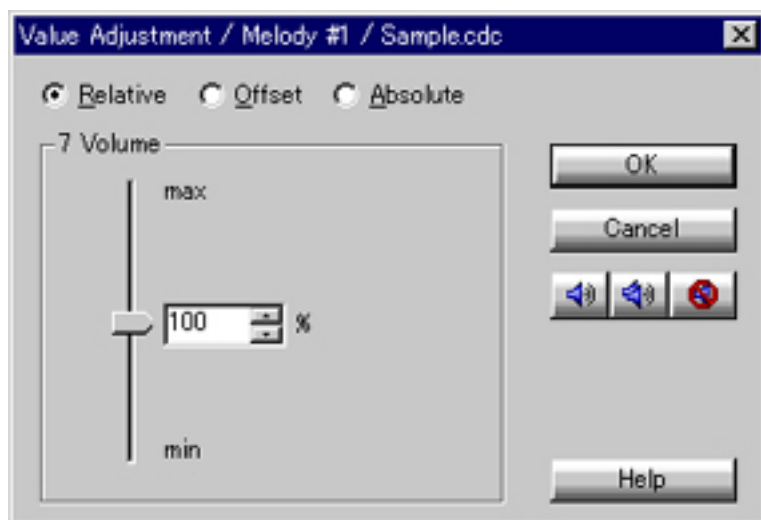 Value Adjustment / Melody #1 / Sample.cdc
Relative Offset Absolute
7 Volume
max
100 %
min
OK
Cancel
Help